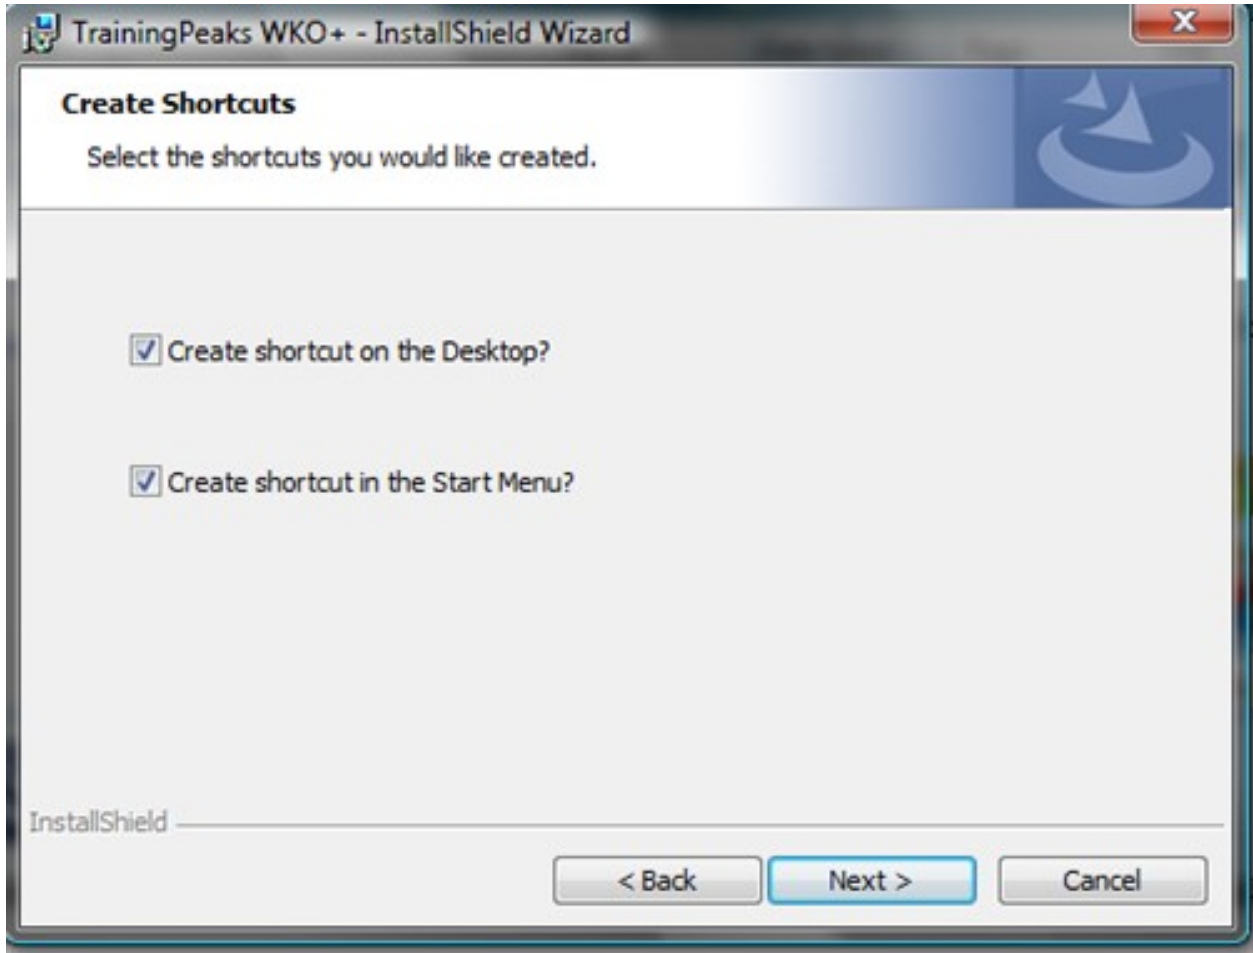 TrainingPeaks WKO+ - InstallShield Wizard
Create Shortcuts
Select the shortcuts you would like created.
Create shortcut on the Desktop?
Create shortcut in the Start Menu?
InstallShield
< Back Next > Cancel